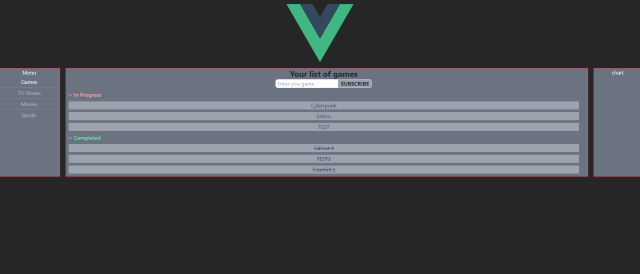 Menu
Games
TV Shows
Movies
Books
Your list of games
Enter you game
SUBSCRIBE
In Progress
Cyberpunk
Sekiro
TEST
Completed
Fallout 4
TEST2
Titanfall 2
chart